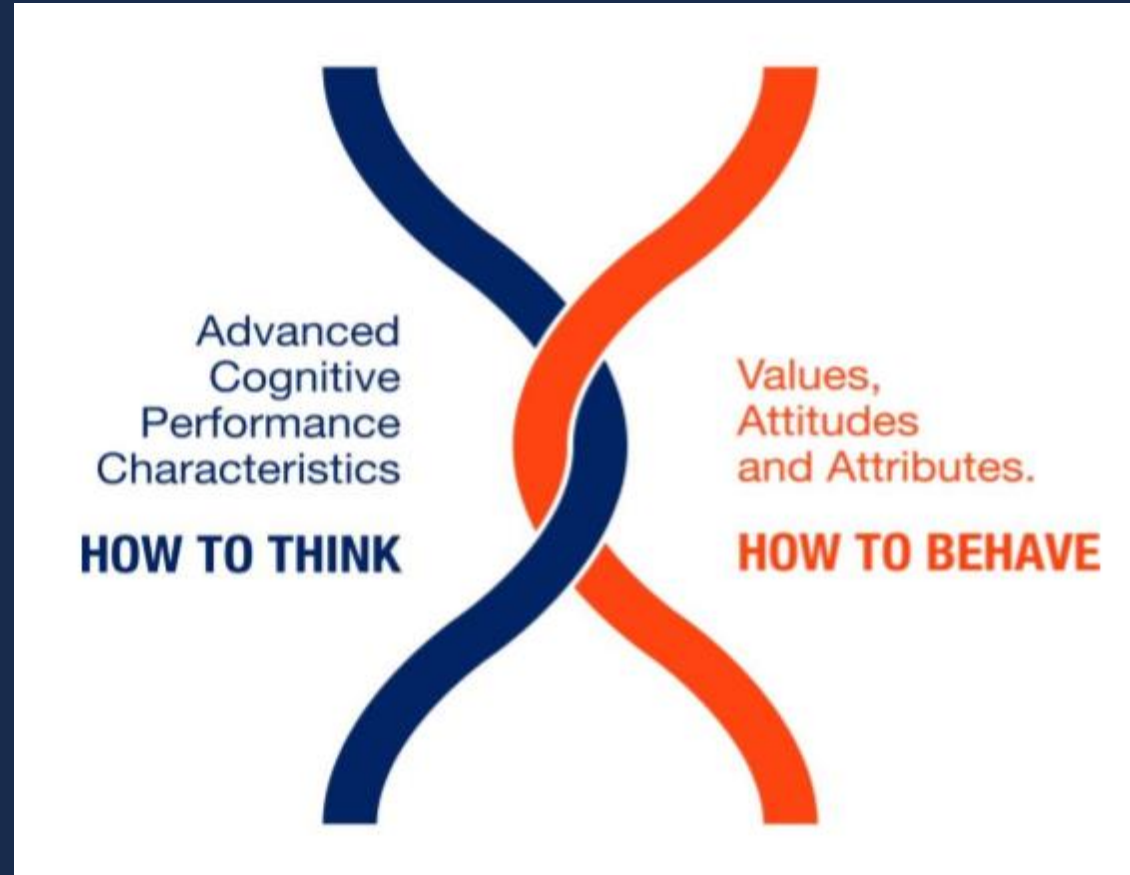 Advanced
Cognitive
Performance
Characteristics
HOW TO THINK
Values,
Attitudes
and Attributes.
HOW TO BEHAVE